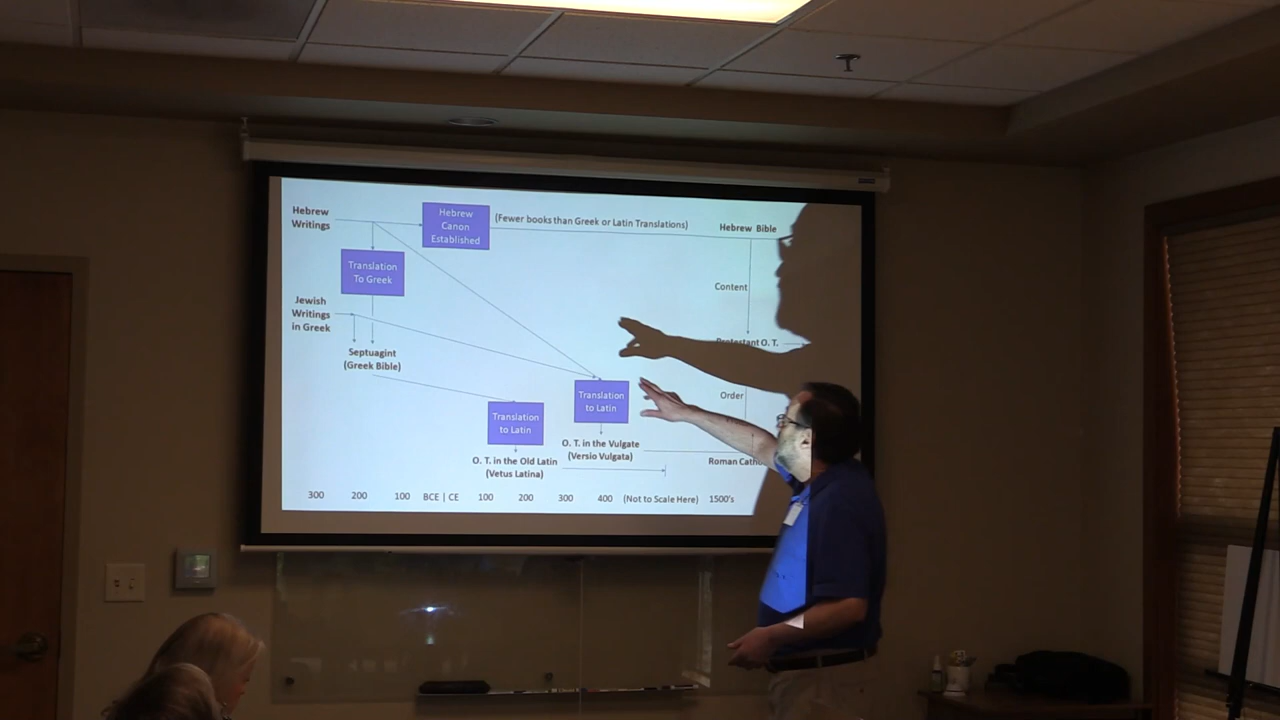 Hebrew
Writings
Hebrew
Canon
Established
(Fewer books than Greek or Latin Translations)
Hebrew Bible
Translation
To Greek
Content
Jewish
Writings
in Greek
Protestant O. T.
Septuagint
(Greek Bible)
Order
Translation
to Latin
Translation
to Latin
O. T. in the Vulgate
(Versio Vulgata)
O. T. in the Old Latin
(Vetus Latina)
Roman
300 200 100 BCE | CE 100 200 300 400 (Not to Scale Here) 1500's